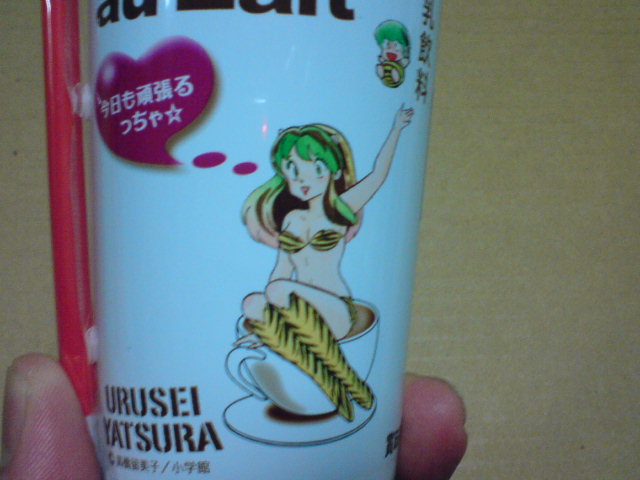 au Lait
乳飲料
今日も頑張る
っちゃ☆
URUSEI
YATSURA
© 高橋留美子／小学館